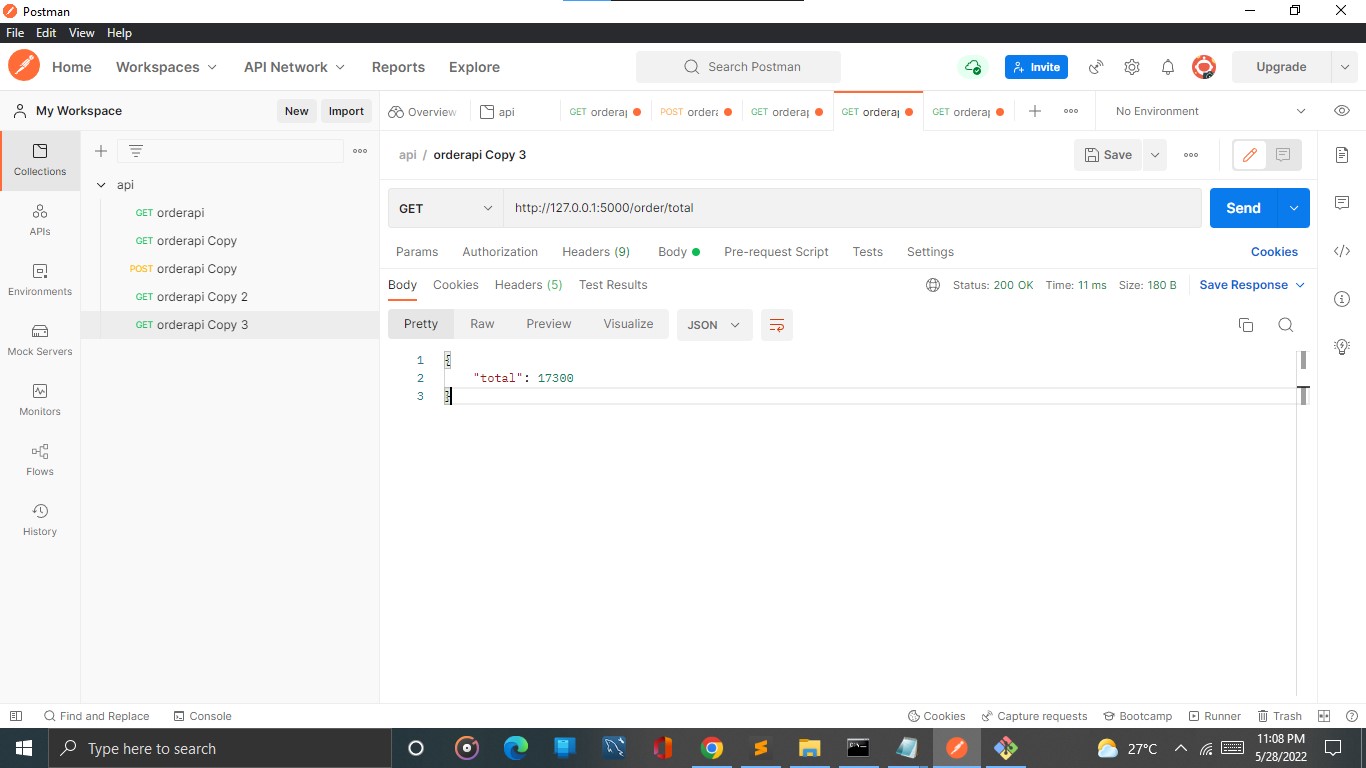 Postman
File Edit View Help
Home Workspaces API Network Reports Explore Search Postman Invite Upgrade
My Workspace New Import Overview api GET orderap POST ordera GET orderap GET orderap GET orderap No Environment
api / orderapi Copy 3 Save
Collections
APIs
Environments
Mock Servers
Monitors
Flows
History
api
GET orderapi
GET orderapi Copy
POST orderapi Copy
GET orderapi Copy 2
GET orderapi Copy 3
GET http://127.0.0.1:5000/order/total Send
Params Authorization Headers (9) Body Pre-request Script Tests Settings Cookies
Body Cookies Headers (5) Test Results Status: 200 OK Time: 11 ms Size: 180 B Save Response
Pretty Raw Preview Visualize JSON
1 {
2 "total": 17300
3 }
Find and Replace Console Cookies Capture requests Bootcamp Runner Trash
Type here to search 27°C 11:08 PM
5/28/2022